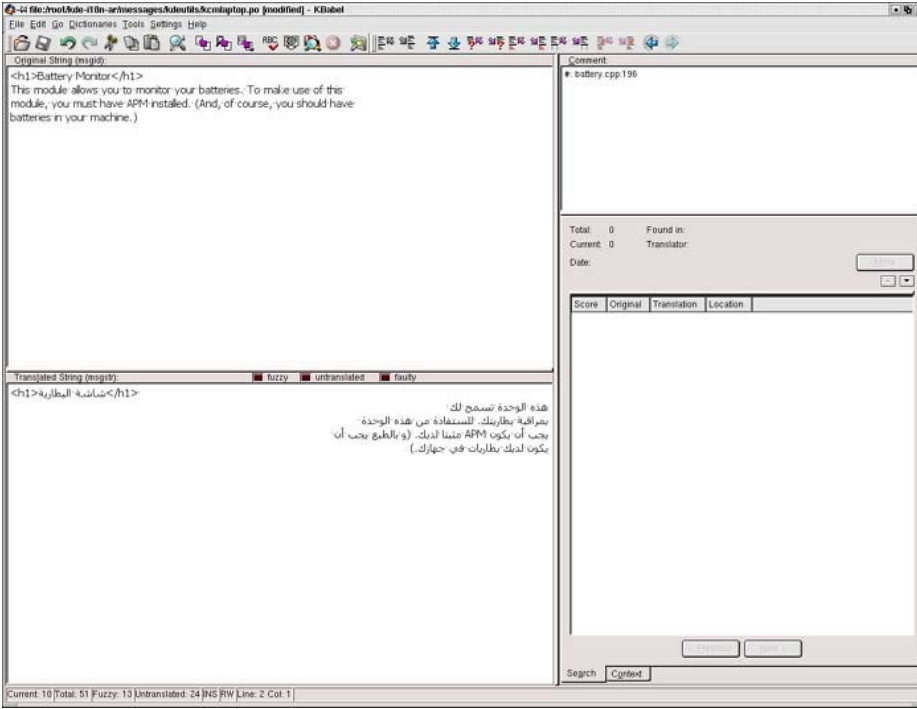 file:/root/kde-i18n-ar/messages/kdeutils/kcmlaptop.po [modified] - KBabel
File Edit Go Dictionaries Tools Settings Help
Original String (msgid):
<h1>Battery Monitor</h1>
This module allows you to monitor your batteries. To make use of this
module, you must have APM installed. (And, of course, you should have
batteries in your machine.)
Translated String (msgstr):
fuzzy untranslated faulty
<h1>شاشة البطارية</h1>
هذه الوحدة تسمح لك
بمراقبة بطاريتك. للستفادة من هذه الوحدة
يجب أن يكون APM مثبتا لديك. (و بالطبع يجب أن
يكون لديك بطاريات في جهازك.)
Comment
#: battery.cpp:196
Total: 0 Found in:
Current: 0 Translator:
Date:
More
Score Original Translation Location
< Previous Next >
Search Context
Current: 10 Total: 51 Fuzzy: 13 Untranslated: 24 INS RW Line: 2 Col: 1